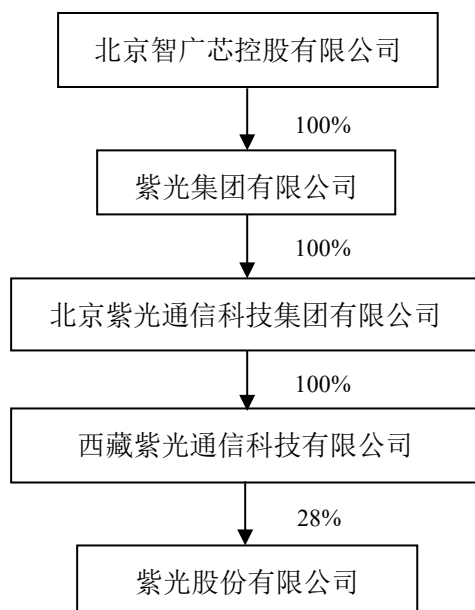 北京智广芯控股有限公司
100%
紫光集团有限公司
100%
北京紫光通信科技集团有限公司
100%
西藏紫光通信科技有限公司
28%
紫光股份有限公司